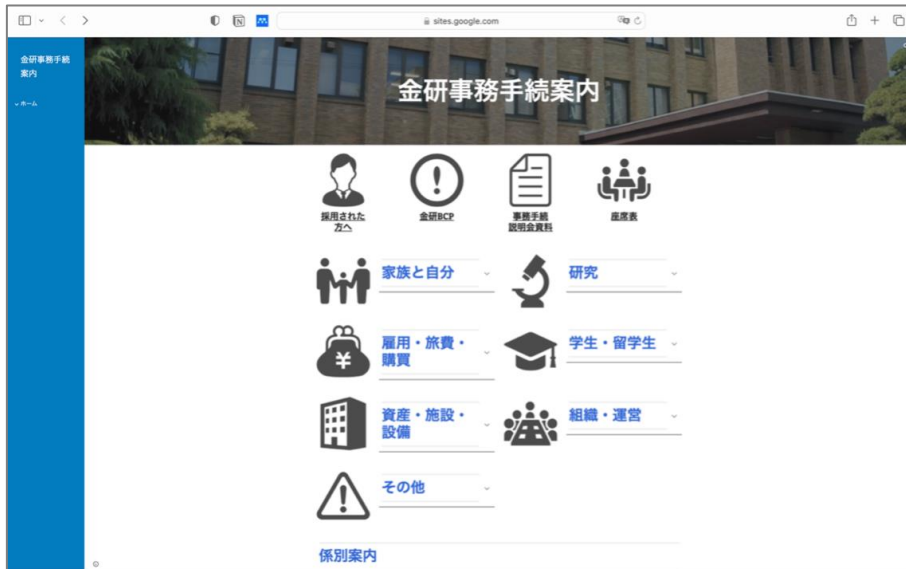 sites.google.com
金研事務手続
案内
ホーム
金研事務手続案内
採用された
方へ
金研BCP
事務手続
説明会資料
座席表
家族と自分
研究
雇用・旅費・
購買
学生・留学生
資産・施設・
設備
組織・運営
その他
係別案内